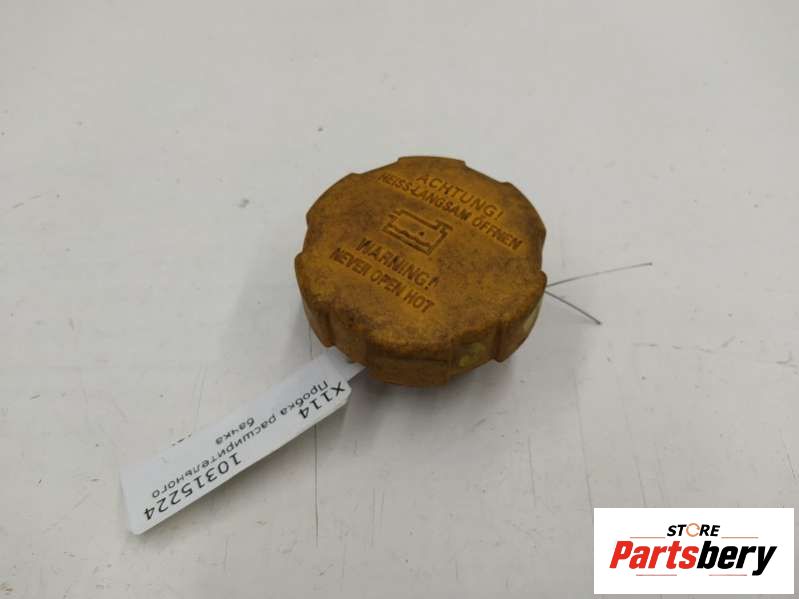 ACHTUNG!
HEISS-LANGSAM ÖFFNEN
WARNING!
NEVER OPEN HOT
X114
10315224
Пробка расширительного
бачка
STORE
Partsbery